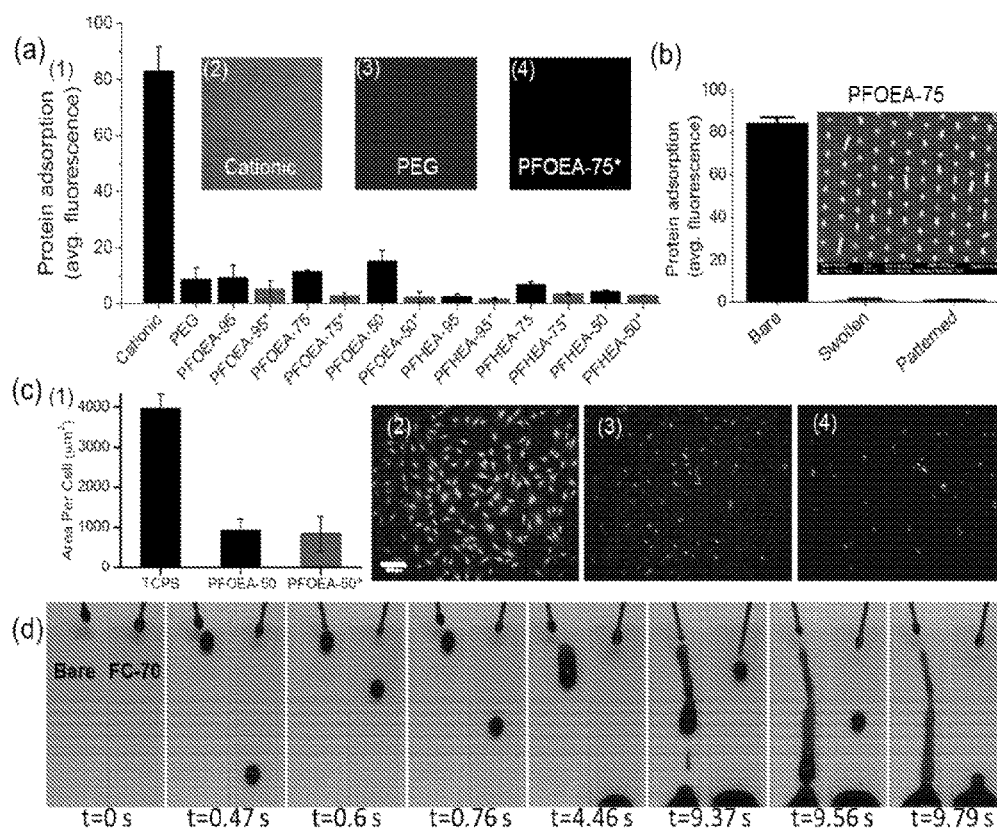 (a)
(1)
Protein adsorption
(avg. fluorescence)
100
80
60
40
20
0
(2)
Cationic
(3)
PEG
(4)
PFOEA-75*
Cationic
PEG
PFOEA-95
PFOEA-95*
PFOEA-75
PFOEA-75*
PFOEA-50
PFOEA-50*
PFHEA-95
PFHEA-95*
PFHEA-75
PFHEA-75*
PFHEA-50
PFHEA-50*
(b)
Protein adsorption
(avg. fluorescence)
100
80
60
40
20
0
PFOEA-75
Bare
Swollen
Patterned
(c)
(1)
Area Per Cell (μm²)
4000
3000
2000
1000
0
TCPS
PFOEA-50
PFOEA-50*
(2)
(3)
(4)
(d)
Bare FC-70
t=0 s
t=0.47 s
t=0.6 s
t=0.76 s
t=4.46 s
t=9.37 s
t=9.56 s
t=9.79 s